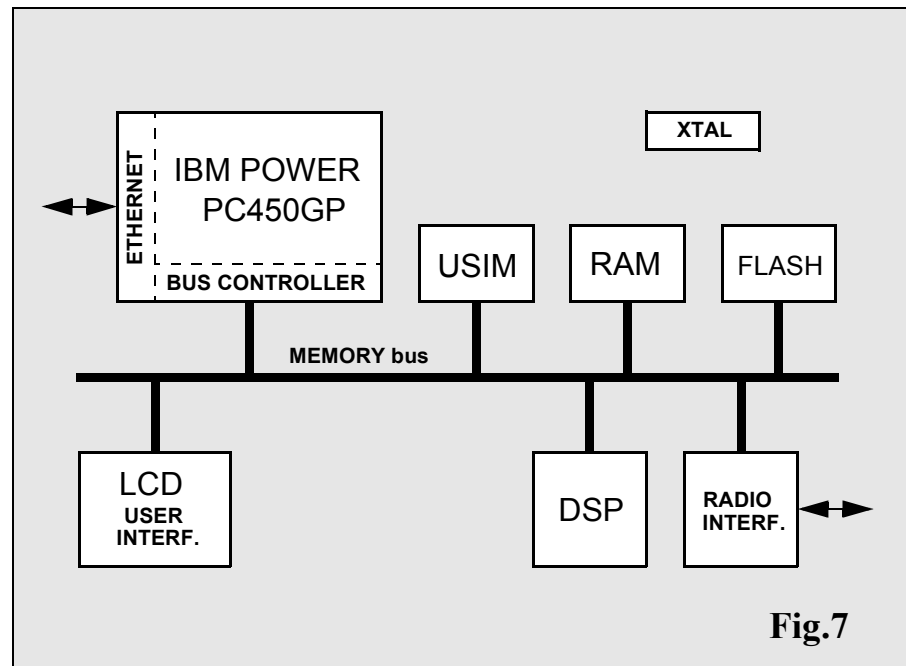 XTAL
ETHERNET
IBM POWER
PC450GP
BUS CONTROLLER
USIM
RAM
FLASH
MEMORY bus
LCD
USER
INTERF.
DSP
RADIO
INTERF.
Fig.7